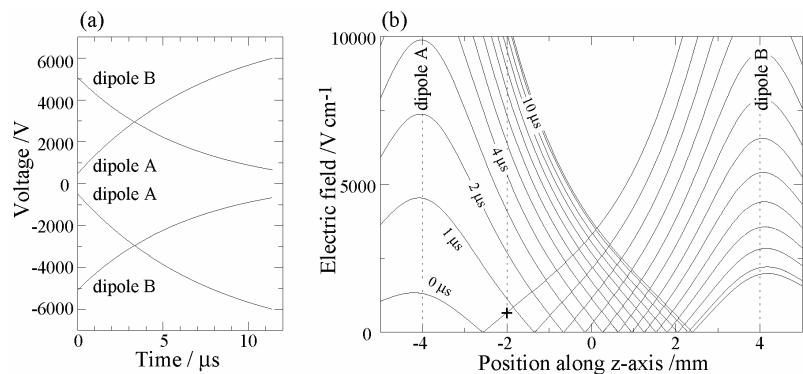 (a)
6000
4000
2000
0
-2000
-4000
-6000
Voltage /V
dipole B
dipole A
dipole A
dipole B
0
5
10
Time / μs
(b)
10000
5000
0
Electric field /V cm-1
dipole A
dipole B
0 μs
1 μs
2 μs
4 μs
10 μs
-4
-2
0
2
4
Position along z-axis /mm